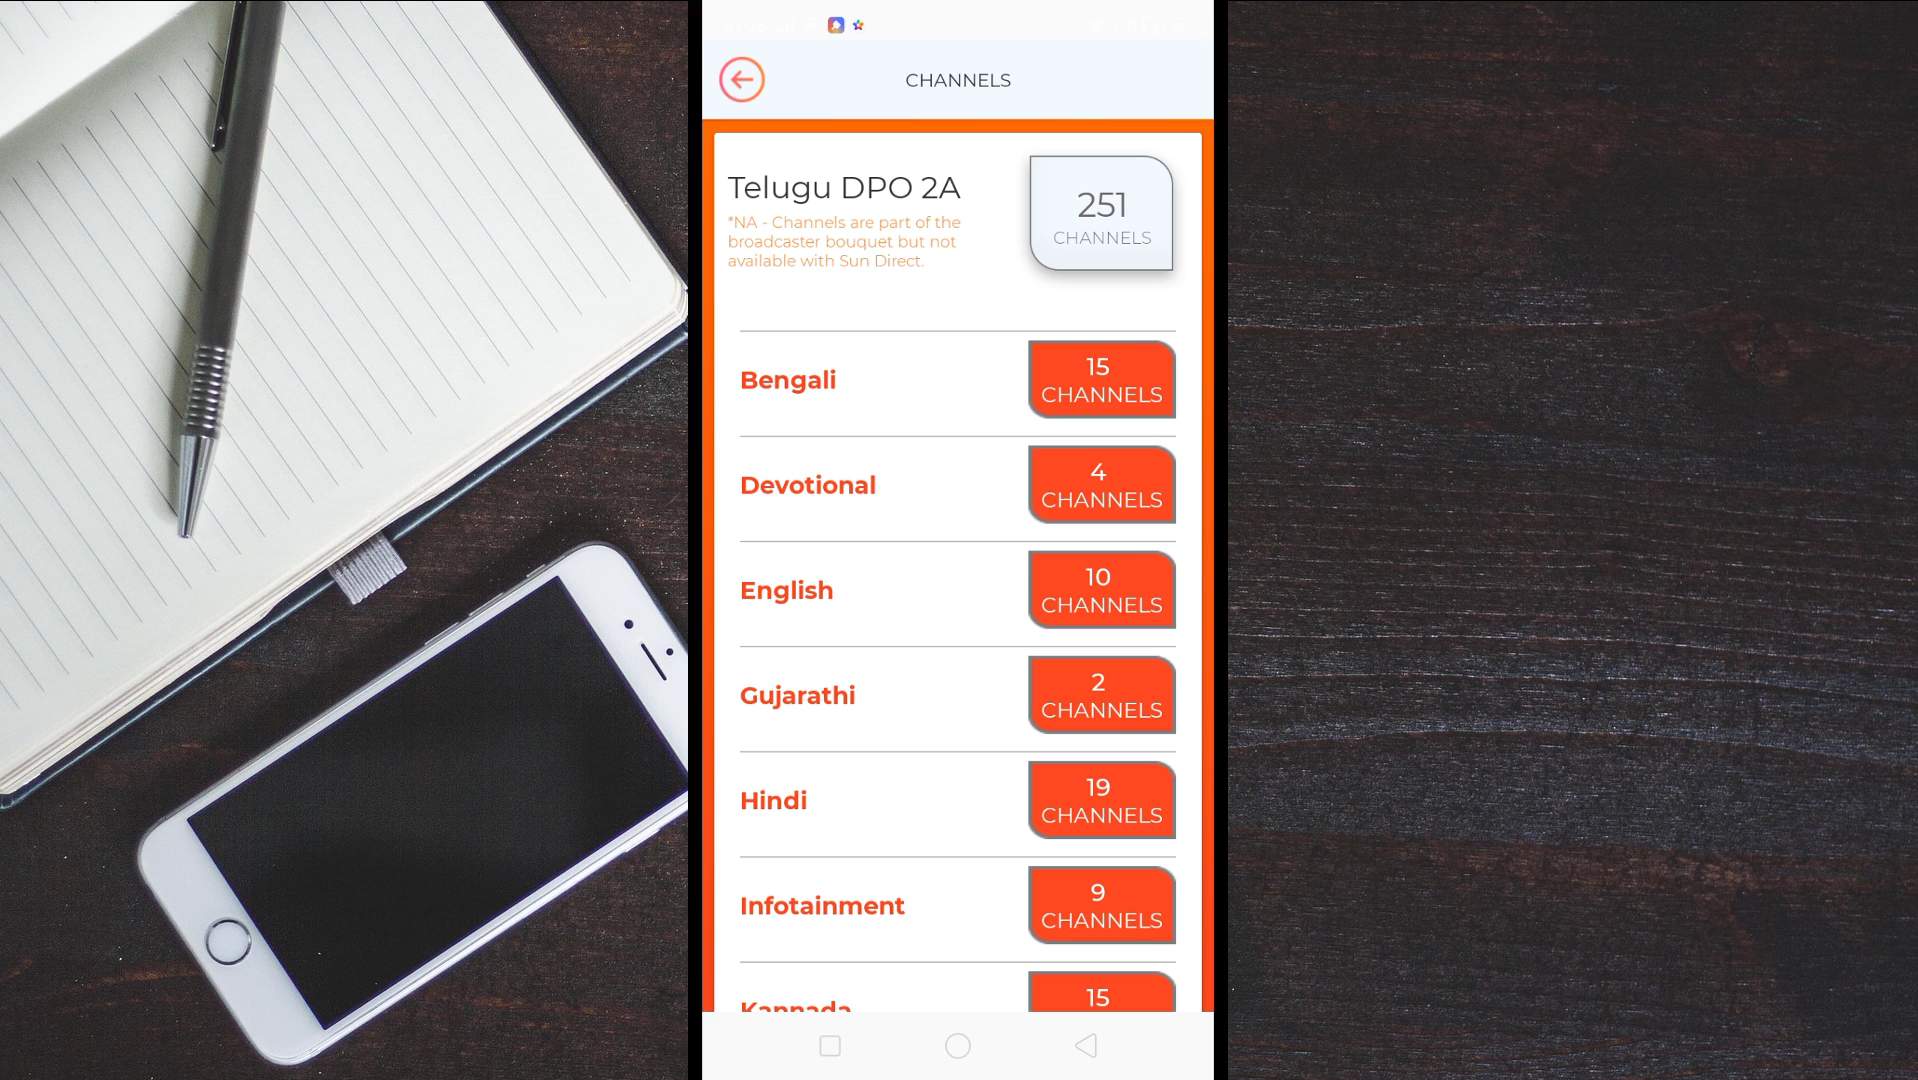 CHANNELS
Telugu DPO 2A
*NA - Channels are part of the
broadcaster bouquet but not
available with Sun Direct.
251
CHANNELS
Bengali
15
CHANNELS
Devotional
4
CHANNELS
English
10
CHANNELS
Gujarathi
2
CHANNELS
Hindi
19
CHANNELS
Infotainment
9
CHANNELS
Kannada
15